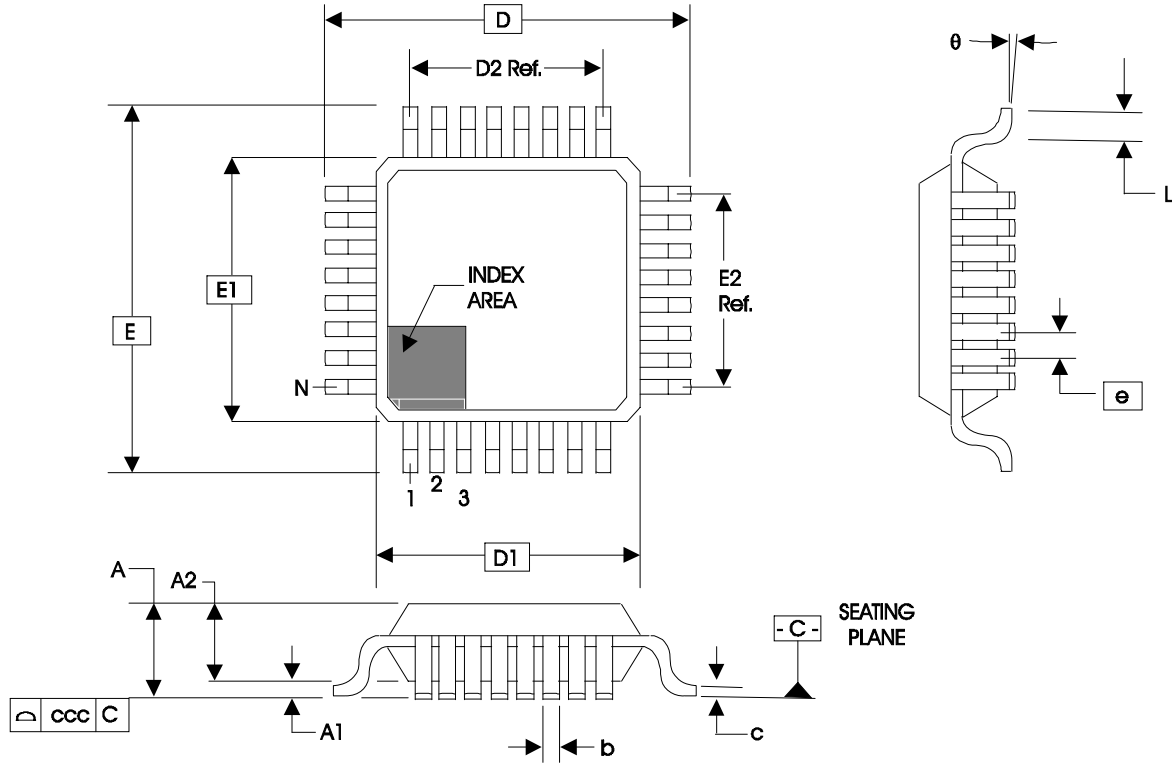 D
D2 Ref.
θ
L
E1
E
INDEX
AREA
E2
Ref.
N
e
1
2
3
D1
A
A2
- C -
SEATING
PLANE
ccc C
A1
b
c